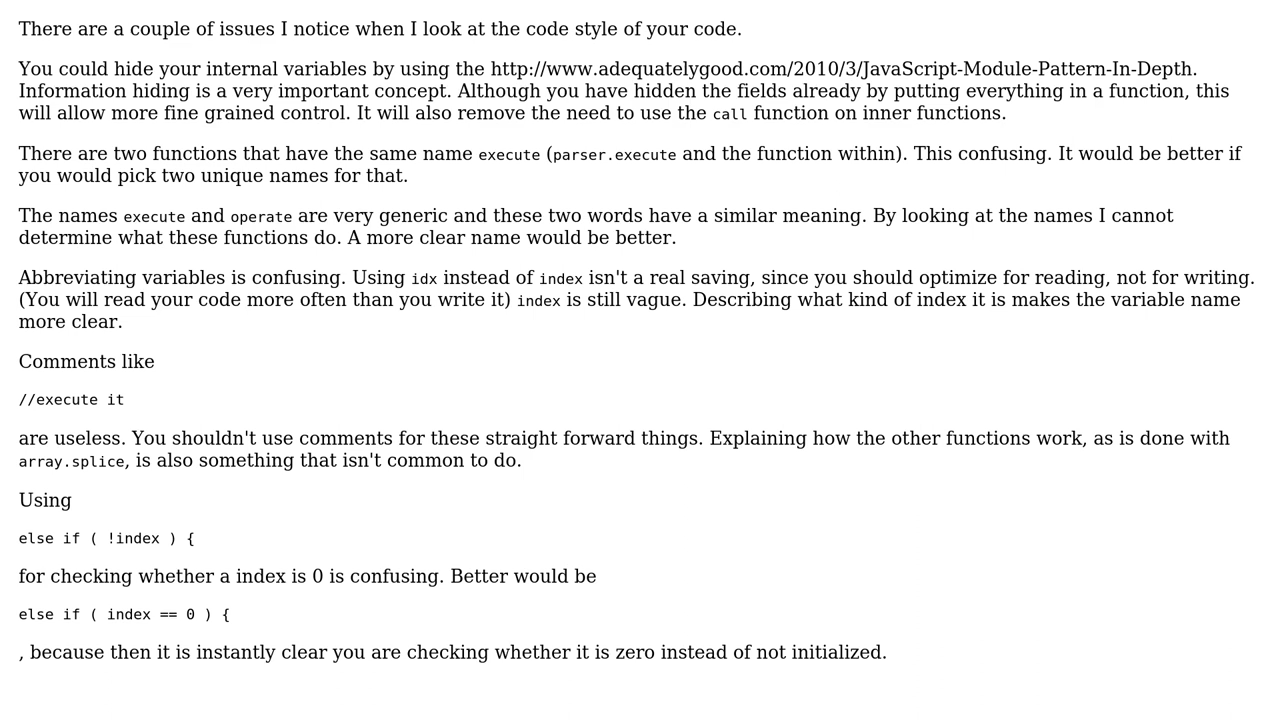 There are a couple of issues I notice when I look at the code style of your code.
You could hide your internal variables by using the http://www.adequatelygood.com/2010/3/JavaScript-Module-Pattern-In-Depth.
Information hiding is a very important concept. Although you have hidden the fields already by putting everything in a function, this
will allow more fine grained control. It will also remove the need to use the call function on inner functions.
There are two functions that have the same name execute (parser.execute and the function within). This confusing. It would be better if
you would pick two unique names for that.
The names execute and operate are very generic and these two words have a similar meaning. By looking at the names I cannot
determine what these functions do. A more clear name would be better.
Abbreviating variables is confusing. Using idx instead of index isn't a real saving, since you should optimize for reading, not for writing.
(You will read your code more often than you write it) index is still vague. Describing what kind of index it is makes the variable name
more clear.
Comments like
//execute it
are useless. You shouldn't use comments for these straight forward things. Explaining how the other functions work, as is done with
array.splice, is also something that isn't common to do.
Using
else if ( !index ) {
for checking whether a index is 0 is confusing. Better would be
else if ( index == 0 ) {
, because then it is instantly clear you are checking whether it is zero instead of not initialized.